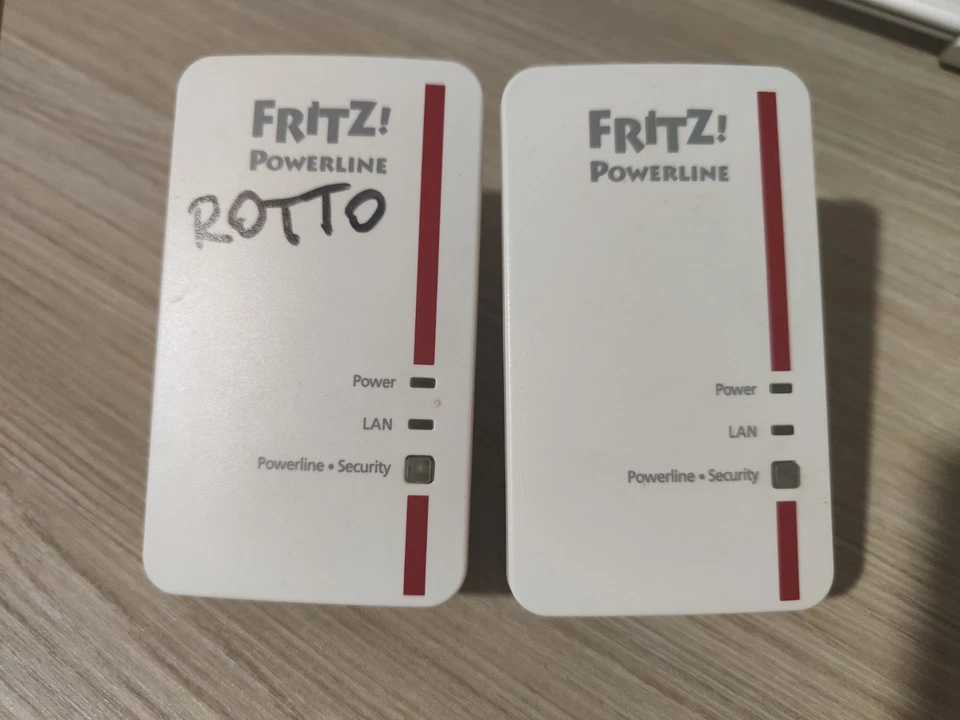 FRITZ!
POWERLINE
ROTTO
Power
LAN
Powerline • Security
FRITZ!
POWERLINE
Power
LAN
Powerline • Security